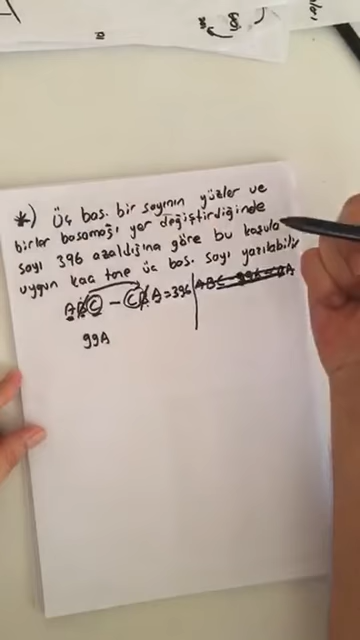 *) Üç bas. bir sayının yüzler ve
birler basamağı yer değiştirdiğinde
sayı 396 azaldığına göre bu koşula
uygun kaç tane üç bas. sayı yazılabilir
ABC - CBA = 396
99A